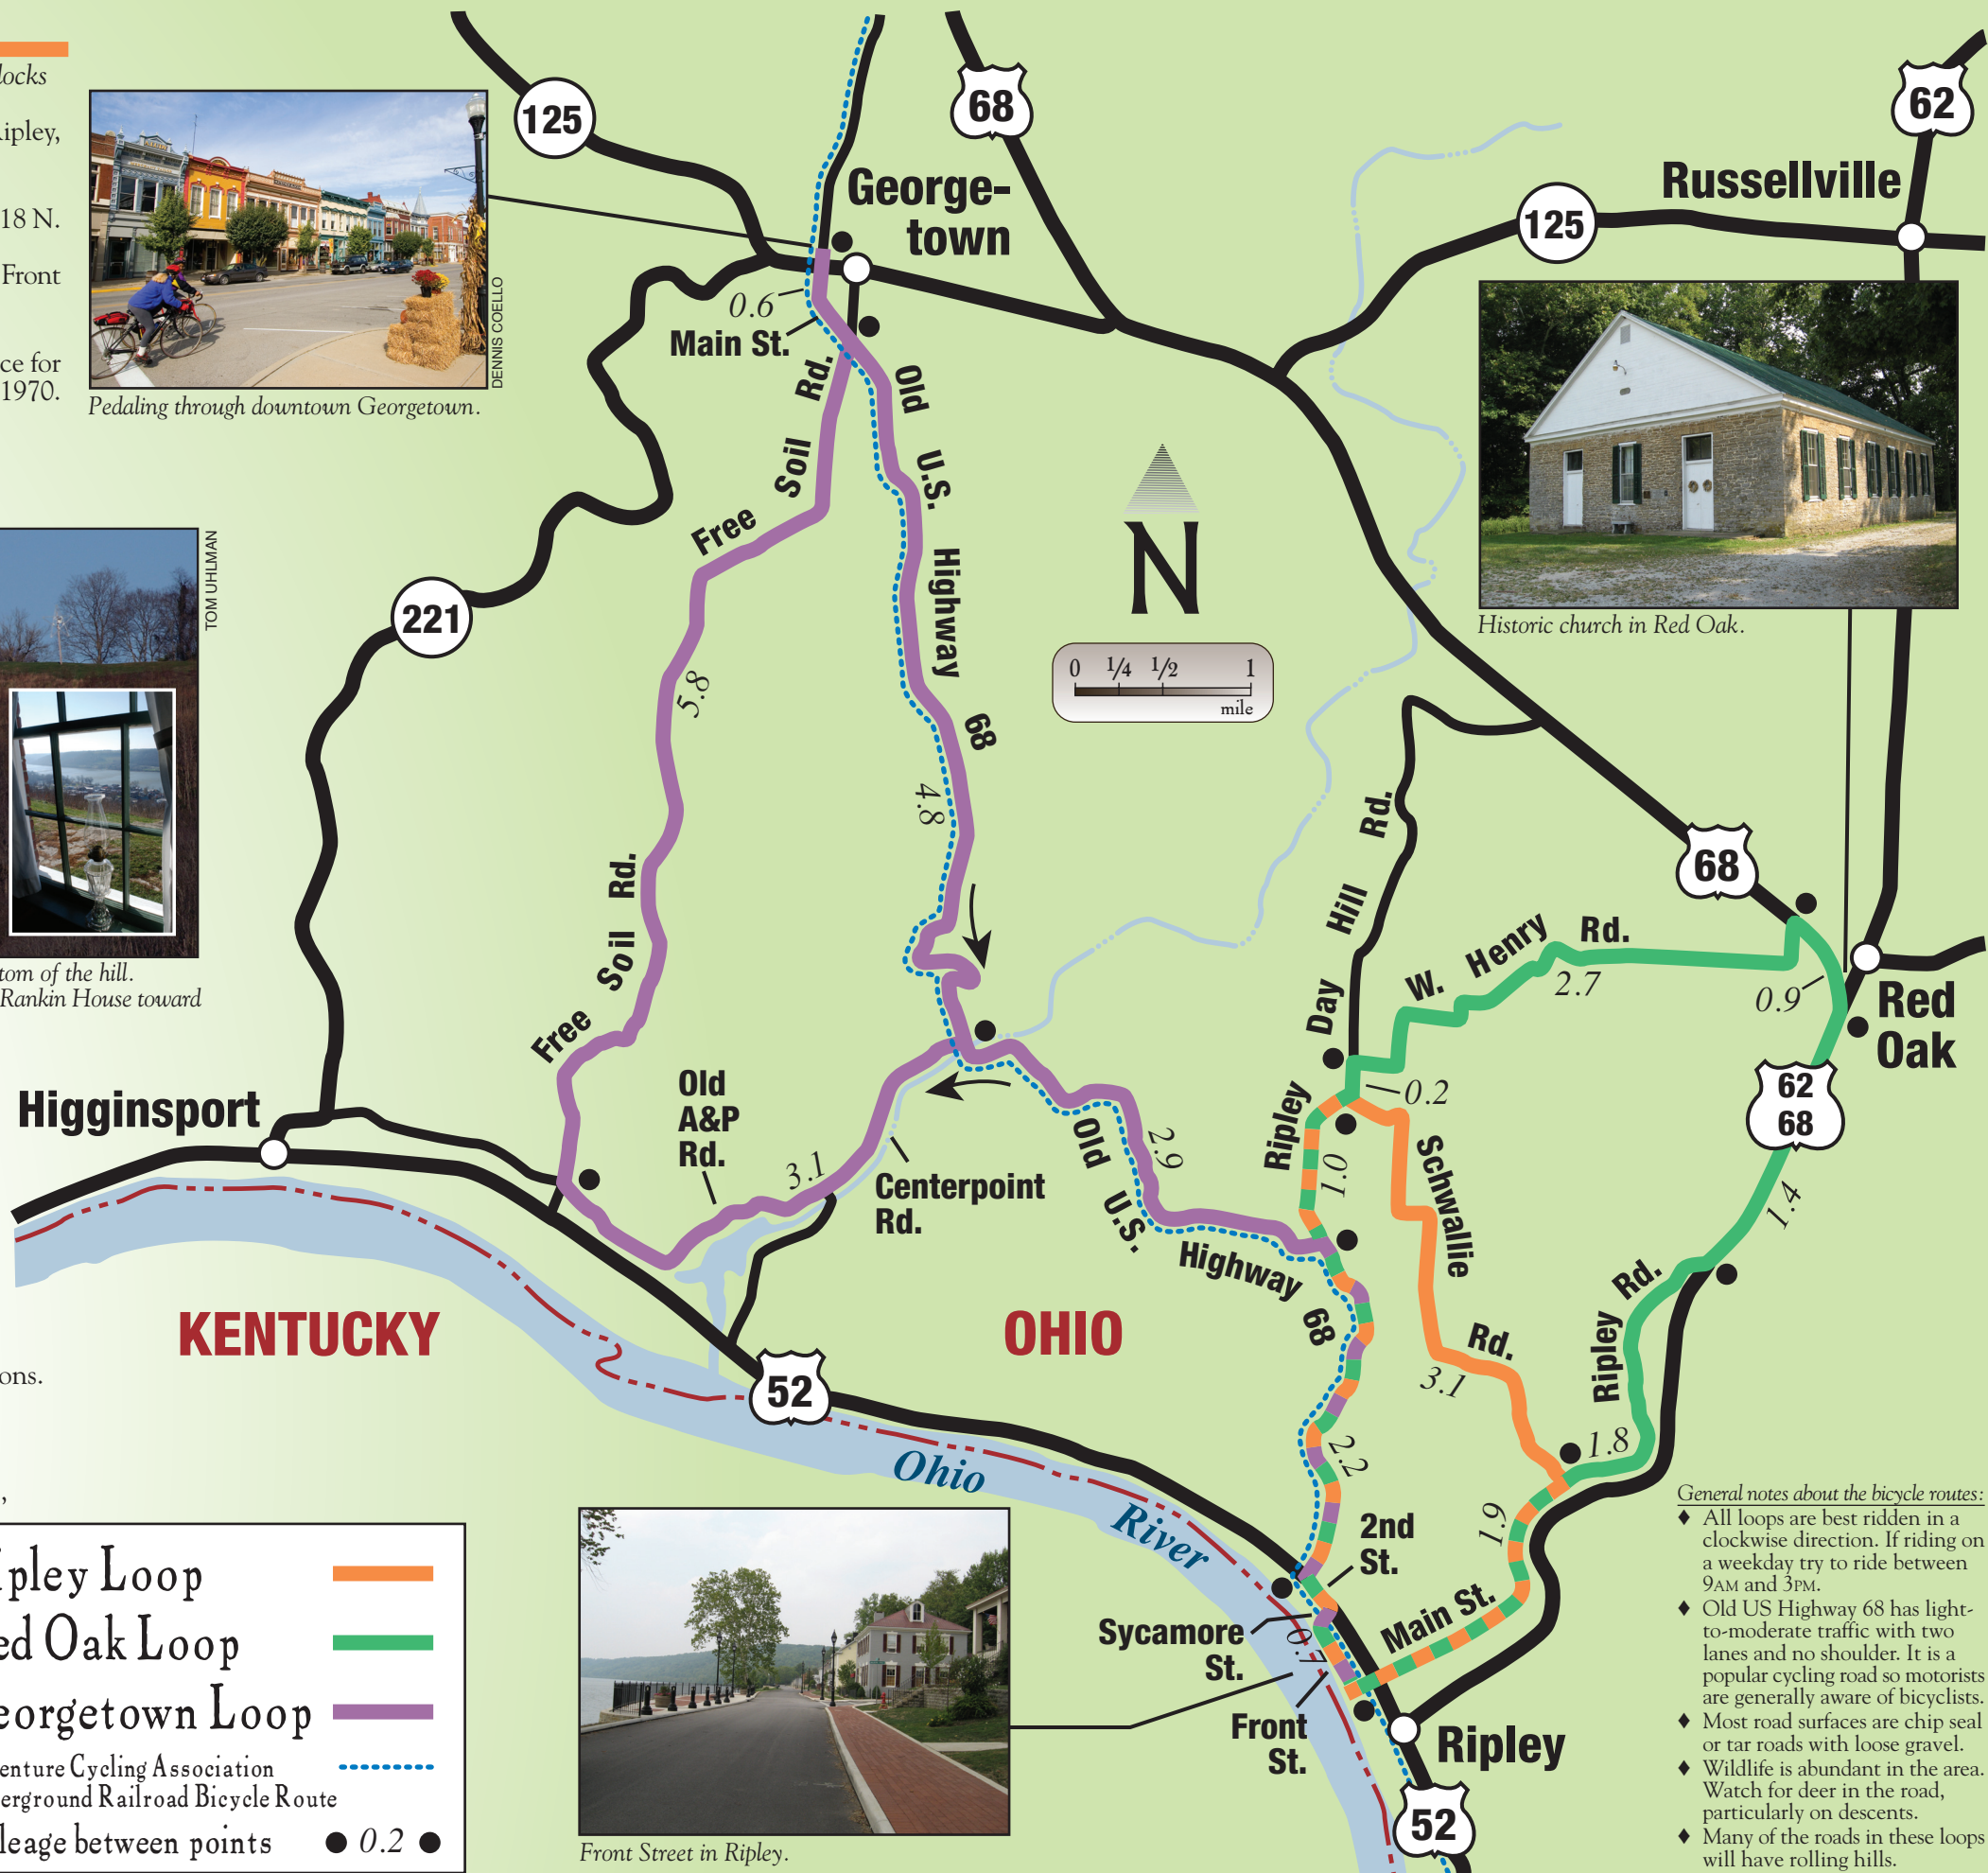 locks
Ripley,
18 N.
Front
ce for
1970.
DENNIS COELLO
Pedaling through downtown Georgetown.
125
68
62
George-
town
Russellville
125
0.6
Main St.
Free Soil Rd.
Old U.S. Highway 68
N
0 1/4 1/2 1
mile
Historic church in Red Oak.
221
TOM UHLMAN
5.8
4.8
tom of the hill.
Rankin House toward
Free Soil Rd.
Ripley Day Hill Rd.
68
W. Henry Rd.
2.7
0.9
Red
Oak
0.2
62
68
Higginsport
Old
A&P
Rd.
3.1
Centerpoint
Rd.
Old U.S. Highway 68
2.9
1.0
Schwallie Rd.
3.1
1.4
Ripley Rd.
1.8
KENTUCKY
OHIO
52
Ohio River
2.2
1.9
2nd
St.
Main St.
Sycamore
St.
0.7
Front
St.
Ripley
52
ons.
,
ipley Loop
ed Oak Loop
eorgetown Loop
enture Cycling Association
erground Railroad Bicycle Route
leage between points ● 0.2 ●
Front Street in Ripley.
General notes about the bicycle routes:
♦ All loops are best ridden in a
clockwise direction. If riding on
a weekday try to ride between
9AM and 3PM.
♦ Old US Highway 68 has light-
to-moderate traffic with two
lanes and no shoulder. It is a
popular cycling road so motorists
are generally aware of bicyclists.
♦ Most road surfaces are chip seal
or tar roads with loose gravel.
♦ Wildlife is abundant in the area.
Watch for deer in the road,
particularly on descents.
♦ Many of the roads in these loops
will have rolling hills.